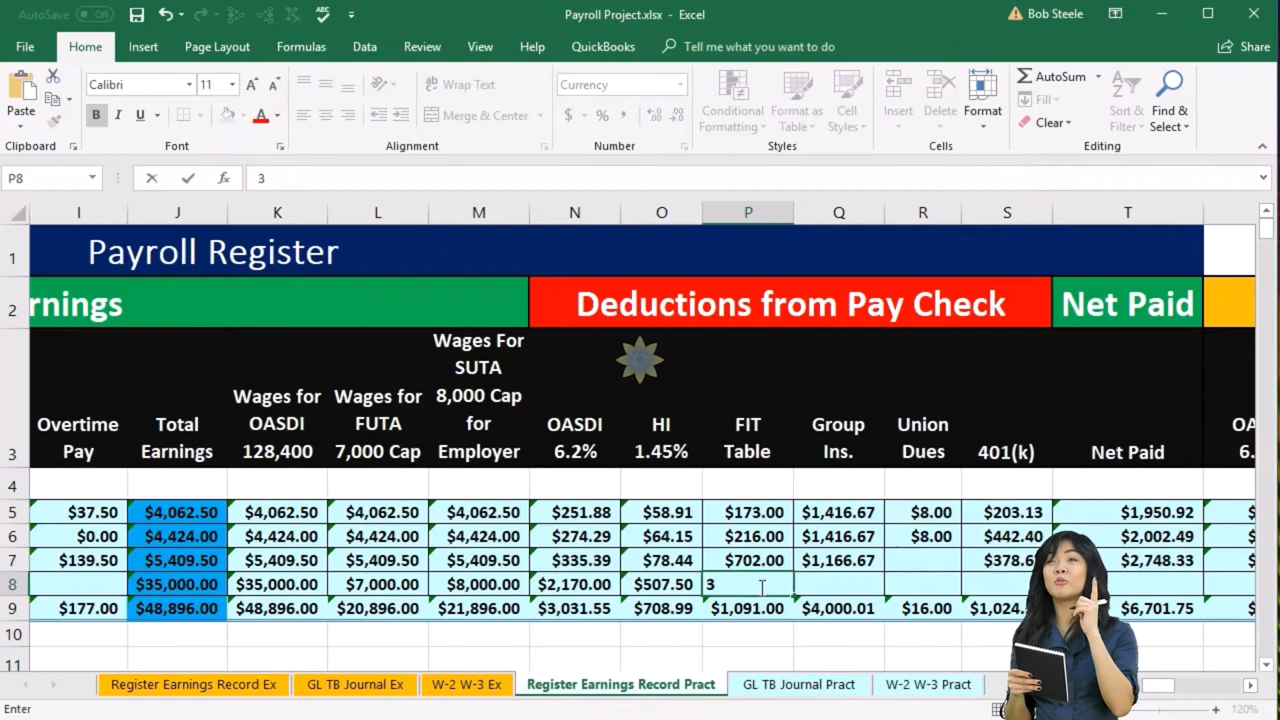 AutoSave Off
ABC
Payroll Project.xlsx - Excel
Bob Steele
File Home Insert Page Layout Formulas Data Review View Help QuickBooks Tell me what you want to do Share
Paste
Calibri 11
B I U
Wrap Text
Merge & Center
Currency
$ % ,
Conditional Formatting
Format as Table
Cell Styles
Insert Delete Format
AutoSum
Fill
Clear
Sort & Filter
Find & Select
Clipboard Font Alignment Number Styles Cells Editing
P8 fx 3
I J K L M N O P Q R S T
1 Payroll Register
2 rnings Deductions from Pay Check Net Paid
Wages For
SUTA
Wages for Wages for 8,000 Cap
Overtime Total OASDI FUTA for OASDI HI FIT Group Union OA
3 Pay Earnings 128,400 7,000 Cap Employer 6.2% 1.45% Table Ins. Dues 401(k) Net Paid 6.
4
5 $37.50 $4,062.50 $4,062.50 $4,062.50 $4,062.50 $251.88 $58.91 $173.00 $1,416.67 $8.00 $203.13 $1,950.92 $
6 $0.00 $4,424.00 $4,424.00 $4,424.00 $4,424.00 $274.29 $64.15 $216.00 $1,416.67 $8.00 $442.40 $2,002.49 $
7 $139.50 $5,409.50 $5,409.50 $5,409.50 $5,409.50 $335.39 $78.44 $702.00 $1,166.67 $2,748.33 $
8 $35,000.00 $35,000.00 $7,000.00 $8,000.00 $2,170.00 $507.50 3
9 $177.00 $48,896.00 $48,896.00 $20,896.00 $21,896.00 $3,031.55 $708.99 $1,091.00 $4,000.01 $16.00 $6,701.75 $
10
11
Register Earnings Record Ex GL TB Journal Ex W-2 W-3 Ex Register Earnings Record Pract GL TB Journal Pract W-2 W-3 Pract
Enter 120%